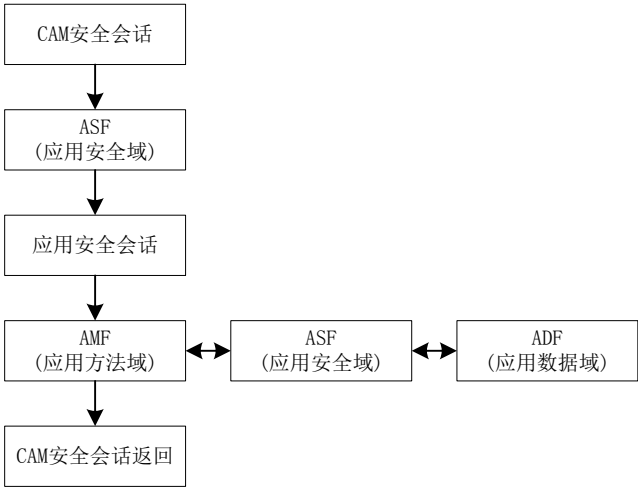 CAM安全会话
ASF
(应用安全域)
应用安全会话
AMF
(应用方法域)
ASF
(应用安全域)
ADF
(应用数据域)
CAM安全会话返回